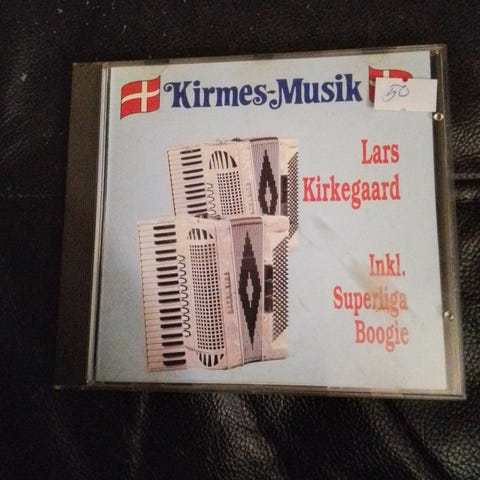 Kirmes-Musik
50
Lars
Kirkegaard
Inkl.
Superliga
Boogie